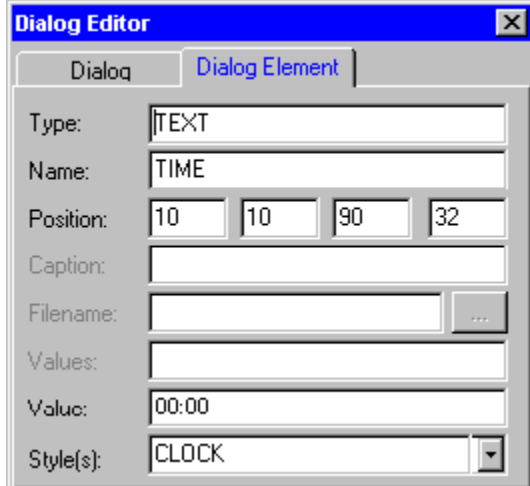 Dialog Editor
Dialog Dialog Element
Type: TEXT
Name: TIME
Position: 10 10 90 32
Caption:
Filename: ...
Values:
Value: 00:00
Style(s): CLOCK